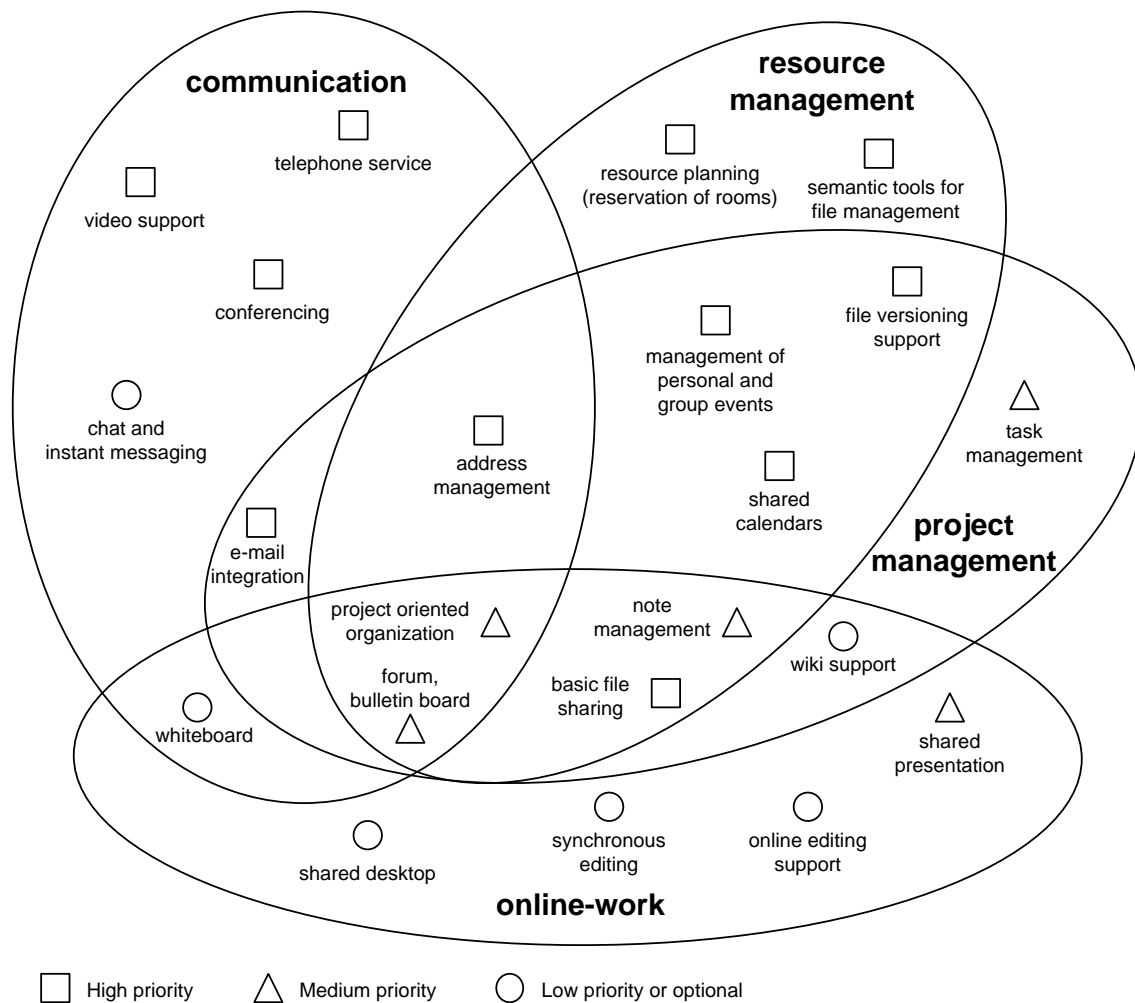 communication
resource
management
telephone service
video support
resource planning
(reservation of rooms)
semantic tools for
file management
conferencing
file versioning
support
management of
personal and
group events
chat and
instant messaging
task
management
address
management
shared
calendars
project
management
e-mail
integration
project oriented
organization
note
management
wiki support
forum,
bulletin board
basic file
sharing
whiteboard
shared
presentation
shared desktop
synchronous
editing
online editing
support
online-work
High priority
Medium priority
Low priority or optional